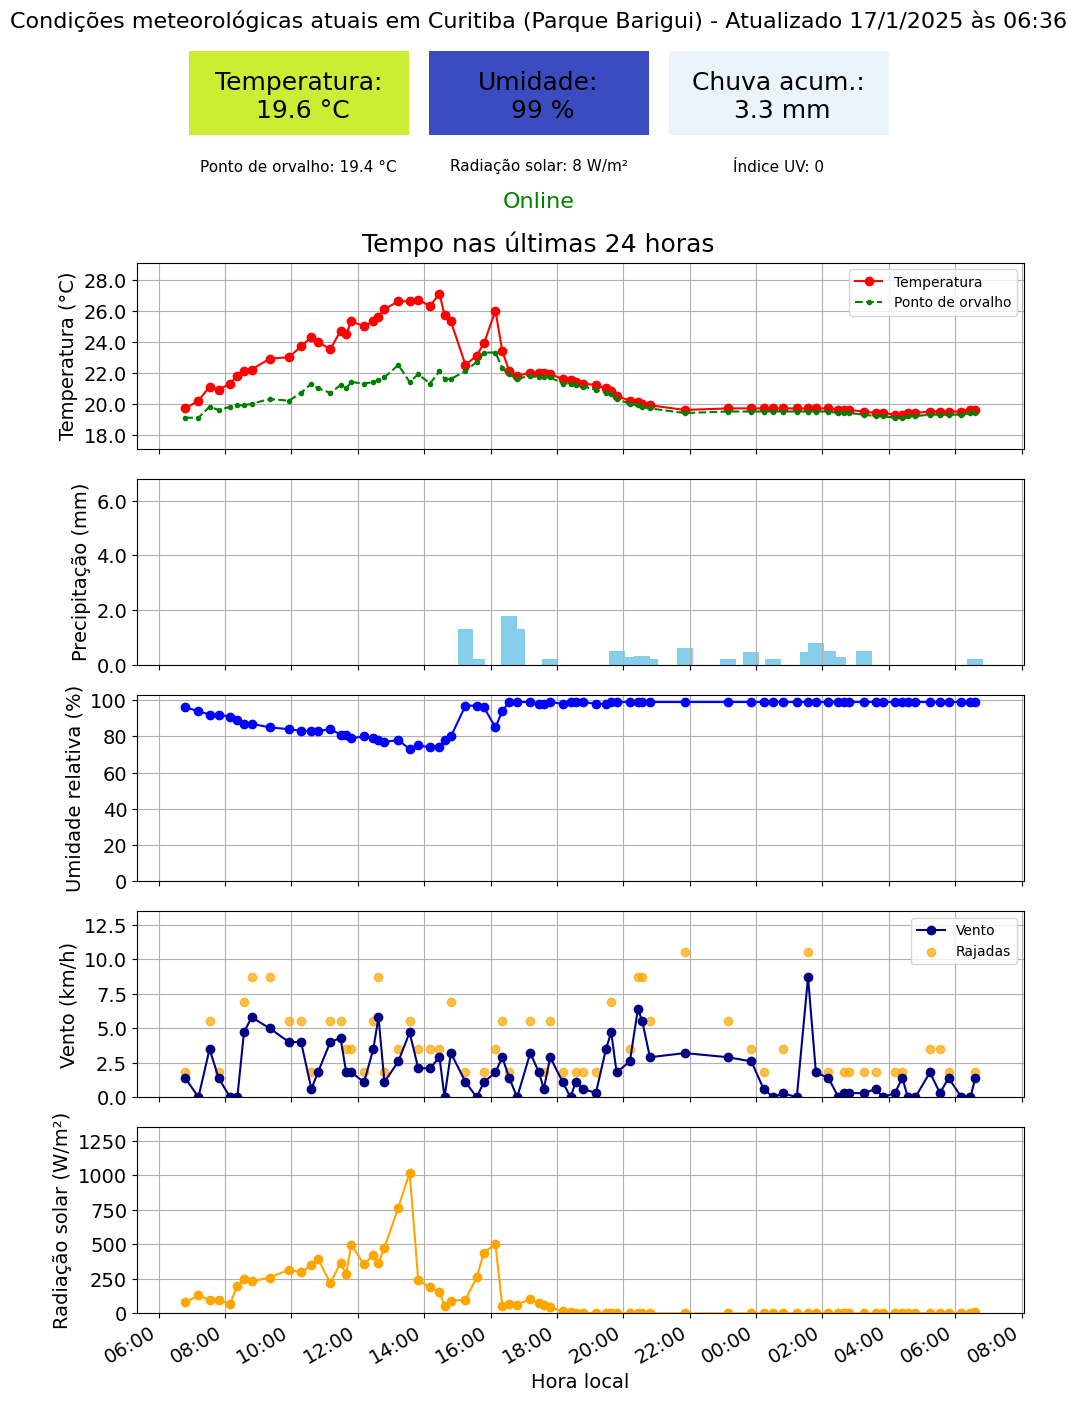 Condições meteorológicas atuais em Curitiba (Parque Barigui) - Atualizado 17/1/2025 às 06:36
Temperatura:
19.6 °C
Umidade:
99 %
Chuva acum.:
3.3 mm
Ponto de orvalho: 19.4 °C
Radiação solar: 8 W/m²
Índice UV: 0
Online
Tempo nas últimas 24 horas
Temperatura (°C)
28.0
26.0
24.0
22.0
20.0
18.0
Temperatura
Ponto de orvalho
Precipitação (mm)
6.0
4.0
2.0
0.0
Umidade relativa (%)
100
80
60
40
20
0
Vento (km/h)
12.5
10.0
7.5
5.0
2.5
0.0
Vento
Rajadas
Radiação solar (W/m²)
1250
1000
750
500
250
0
06:00
08:00
10:00
12:00
14:00
16:00
18:00
20:00
22:00
00:00
02:00
04:00
06:00
08:00
Hora local